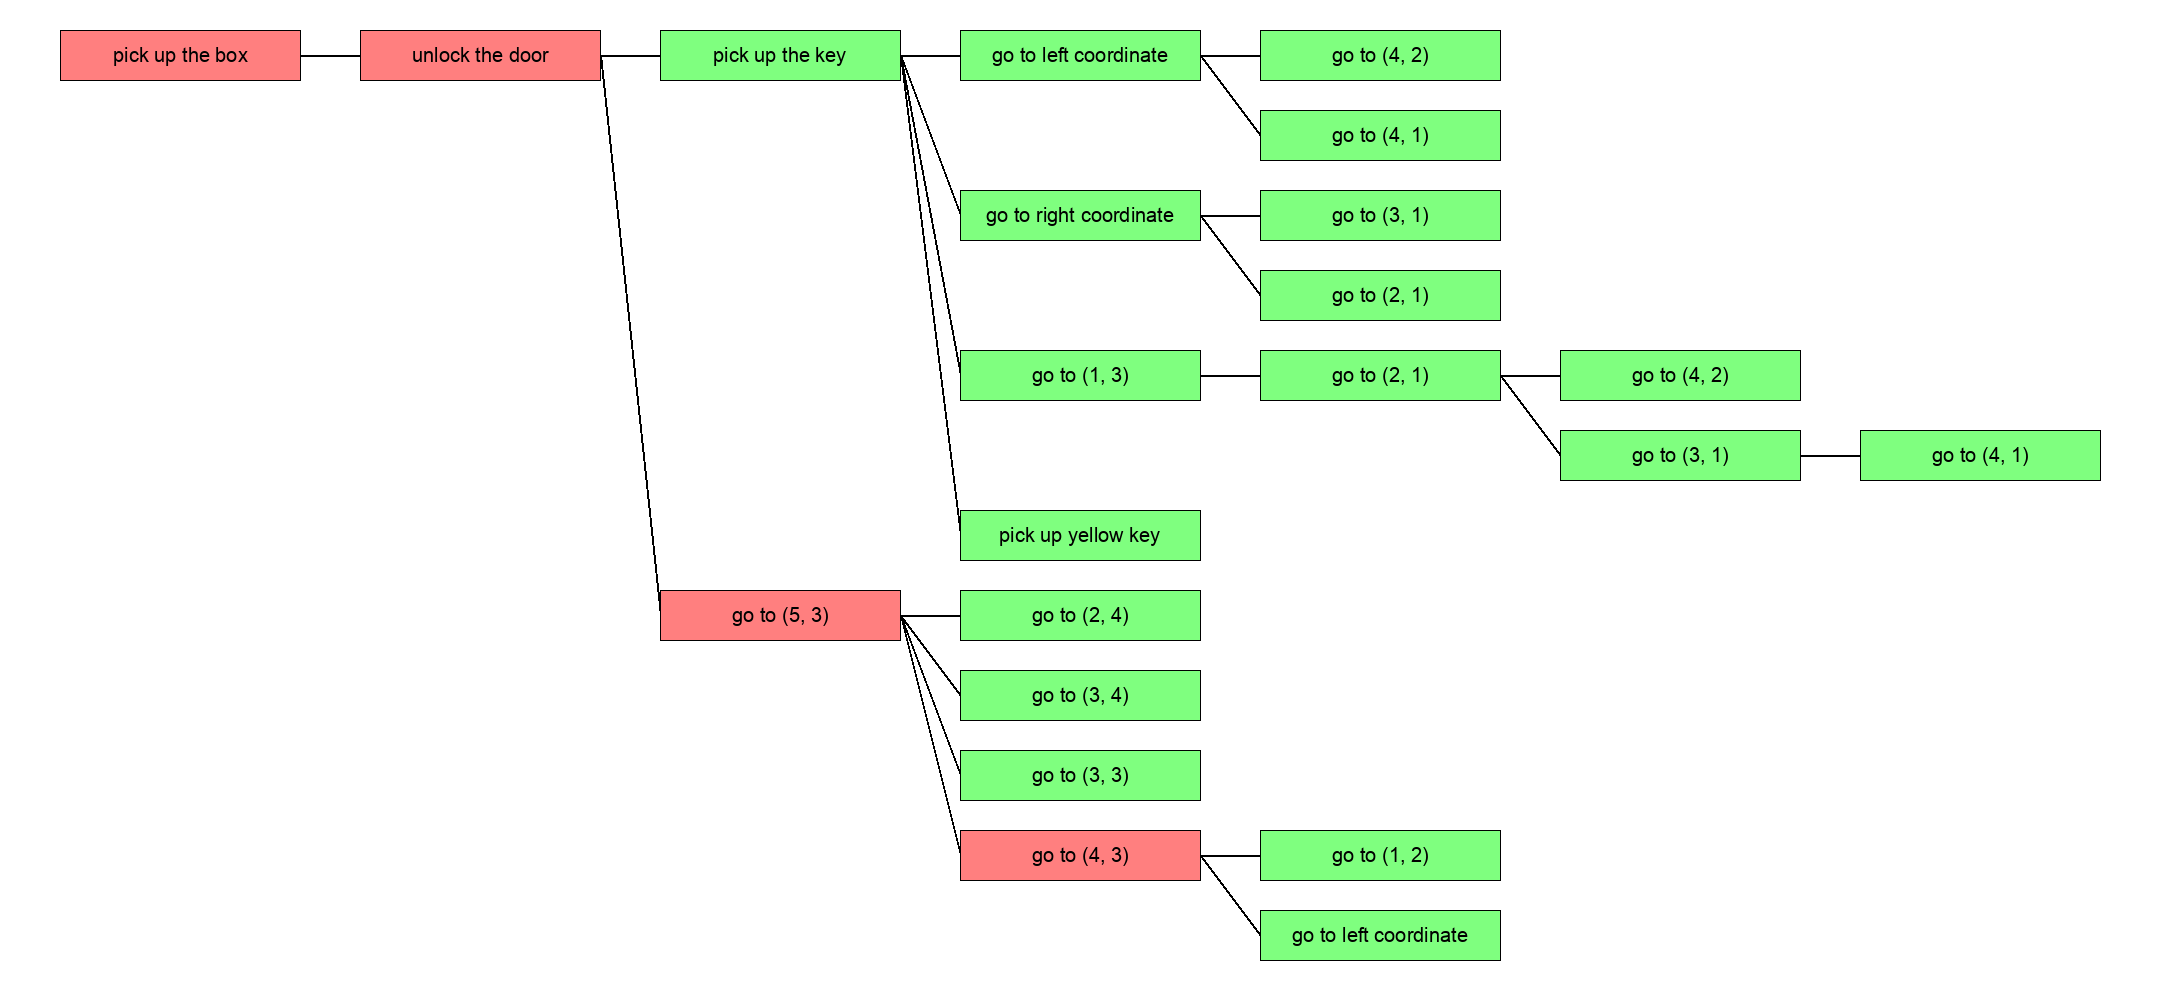 pick up the box
unlock the door
pick up the key
go to left coordinate
go to (4, 2)
go to (4, 1)
go to right coordinate
go to (3, 1)
go to (2, 1)
go to (1, 3)
go to (2, 1)
go to (4, 2)
go to (3, 1)
go to (4, 1)
pick up yellow key
go to (5, 3)
go to (2, 4)
go to (3, 4)
go to (3, 3)
go to (4, 3)
go to (1, 2)
go to left coordinate